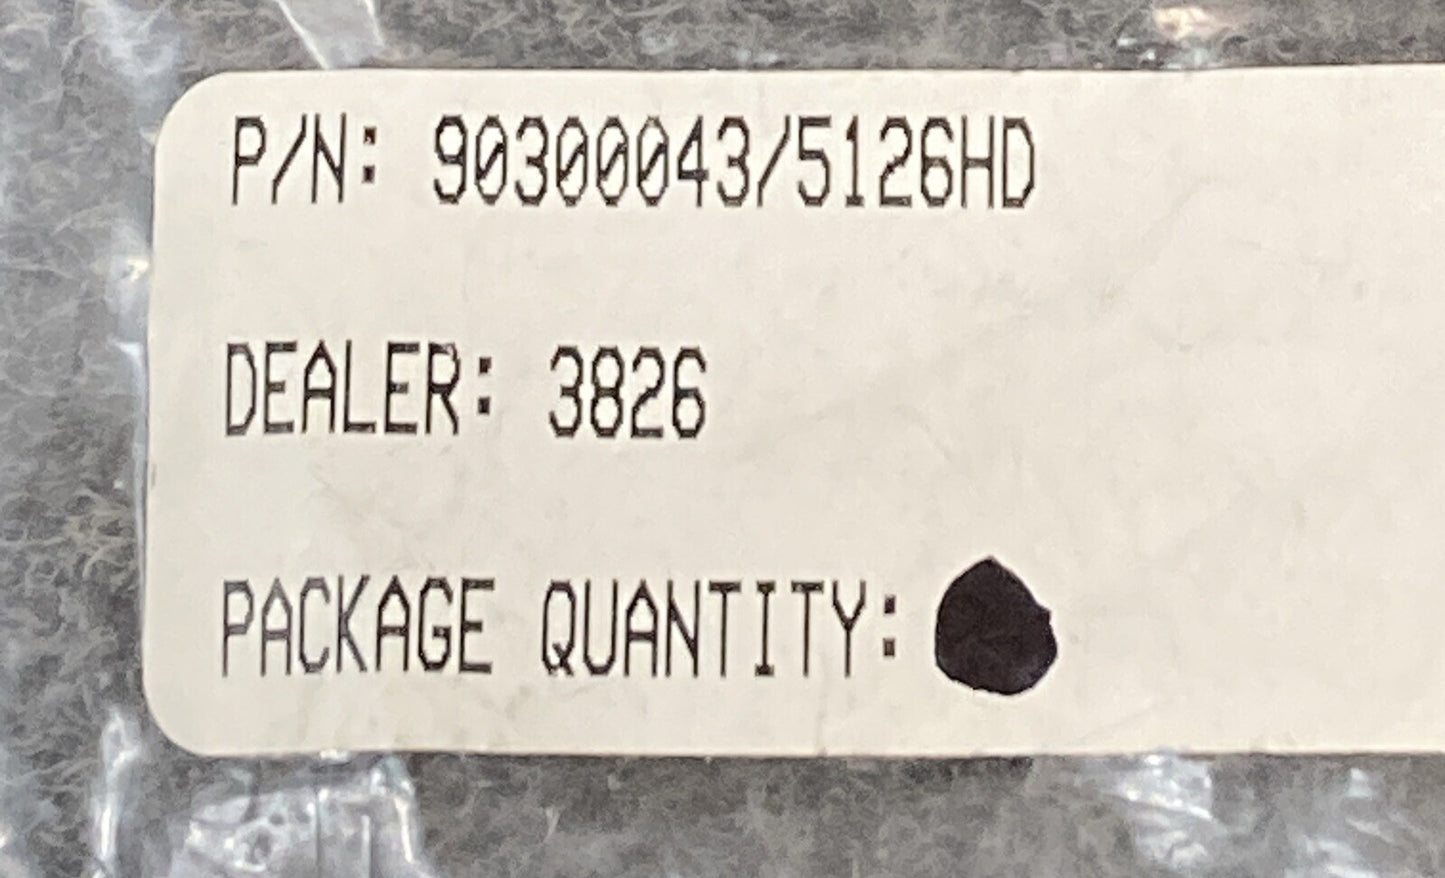 P/N: 90300043/5126HD
DEALER: 3826
PACKAGE QUANTITY: